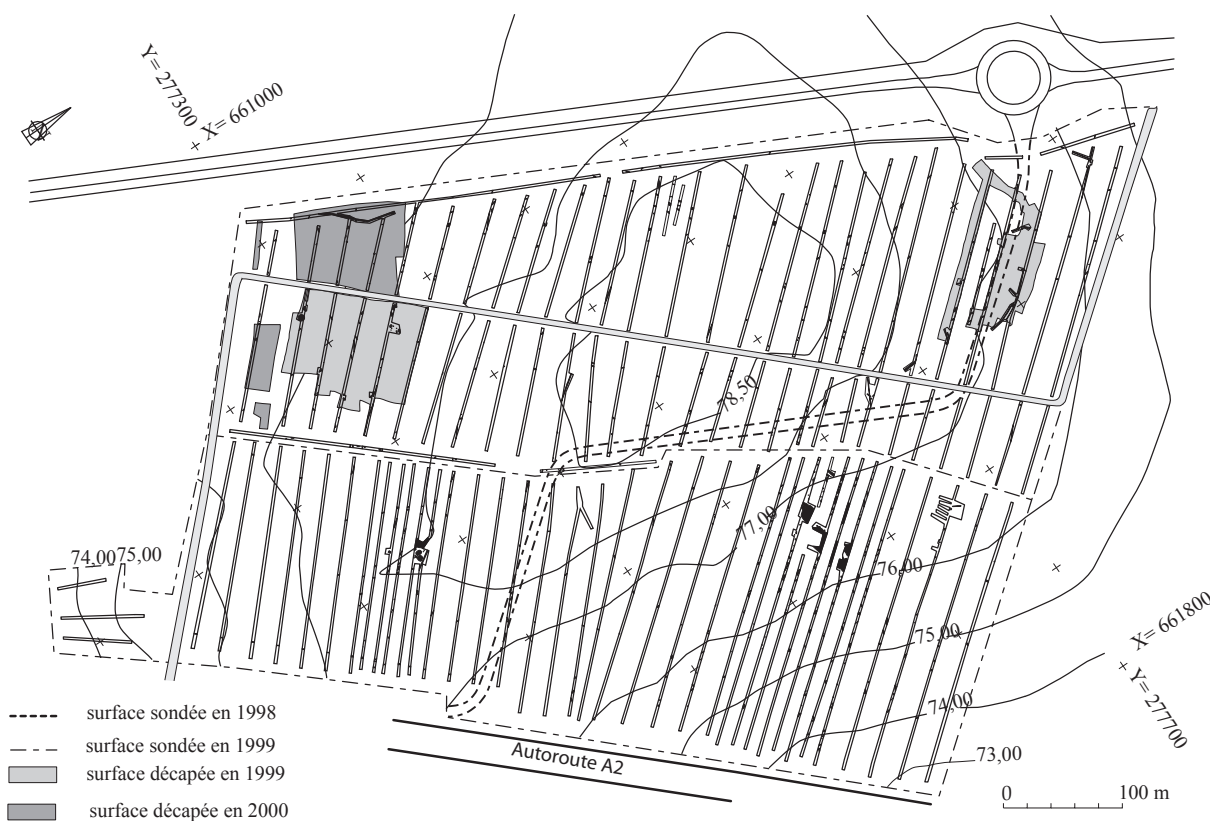 Y= 277300
X= 661000
78,50
77,00
76,00
75,00
74,00
73,00
74,00
75,00
X= 661800
Y= 277700
Autoroute A2
0 100 m
surface sondée en 1998
surface sondée en 1999
surface décapée en 1999
surface décapée en 2000